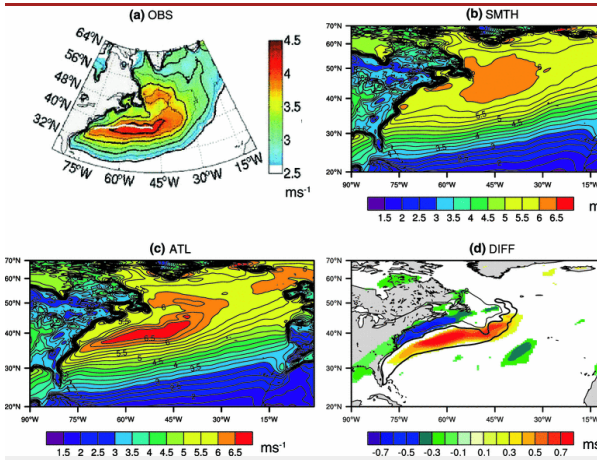 (a) OBS
64°N
56°N
48°N
40°N
32°N
75°W 60°W 45°W 30°W 15°W
4.5
4
3.5
3
2.5
ms⁻¹
(b) SMTH
70°N
60°N
50°N
40°N
30°N
20°N
90°W 75°W 60°W 45°W 30°W 15°W
1.5 2 2.5 3 3.5 4 4.5 5 5.5 6 6.5
m
(c) ATL
70°N
60°N
50°N
40°N
30°N
20°N
90°W 75°W 60°W 45°W 30°W 15°W
1.5 2 2.5 3 3.5 4 4.5 5 5.5 6 6.5
ms⁻¹
(d) DIFF
70°N
60°N
50°N
40°N
30°N
20°N
90°W 75°W 60°W 45°W 30°W 15°W
-0.7 -0.5 -0.3 -0.1 0.1 0.3 0.5 0.7
ms